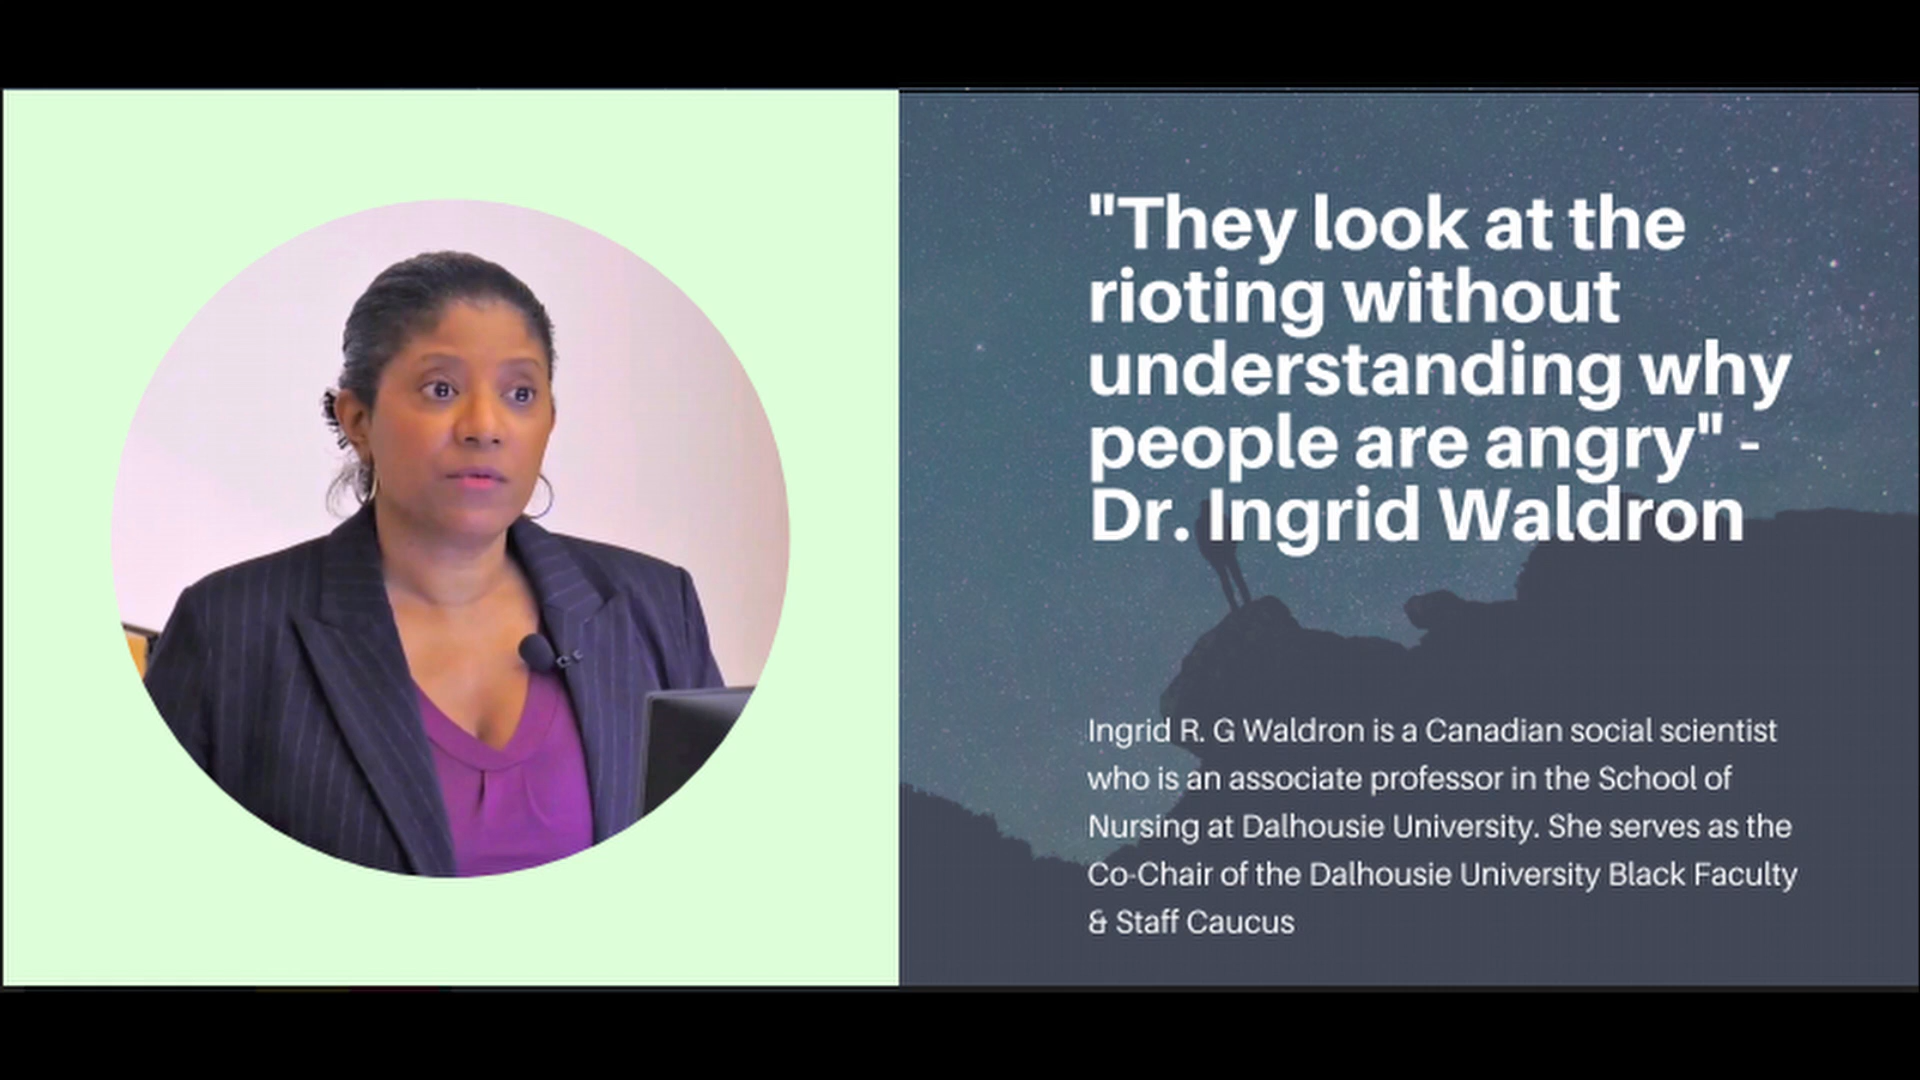 "They look at the
rioting without
understanding why
people are angry" -
Dr. Ingrid Waldron
Ingrid R. G Waldron is a Canadian social scientist
who is an associate professor in the School of
Nursing at Dalhousie University. She serves as the
Co-Chair of the Dalhousie University Black Faculty
& Staff Caucus